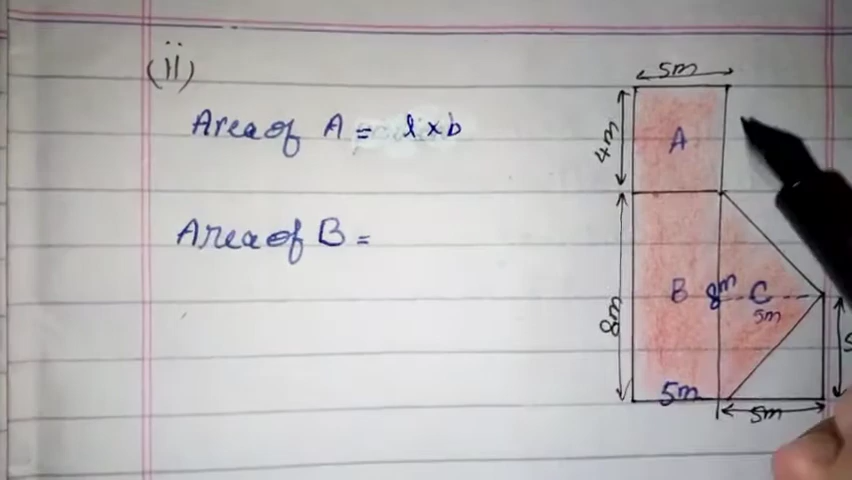 (ii)
5m
Area of A = l × b
4m
A
Area of B =
8m
B
8m
C
5m
5m
5m